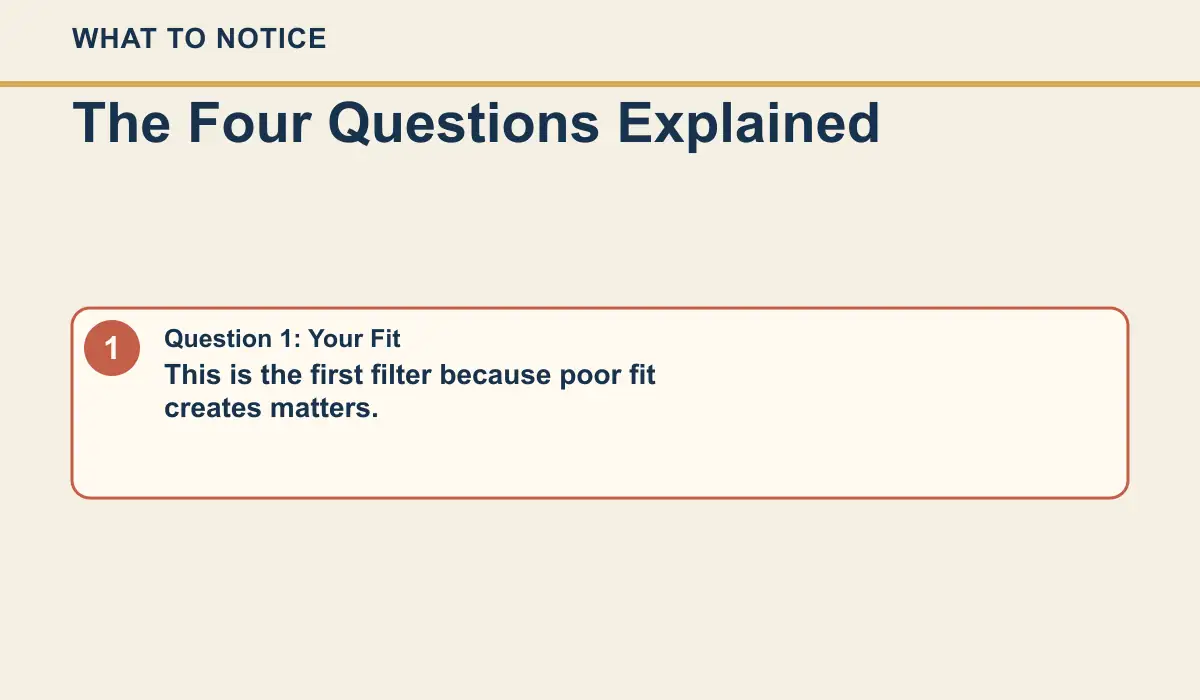 WHAT TO NOTICE
The Four Questions Explained
1
Question 1: Your Fit
This is the first filter because poor fit
creates matters.